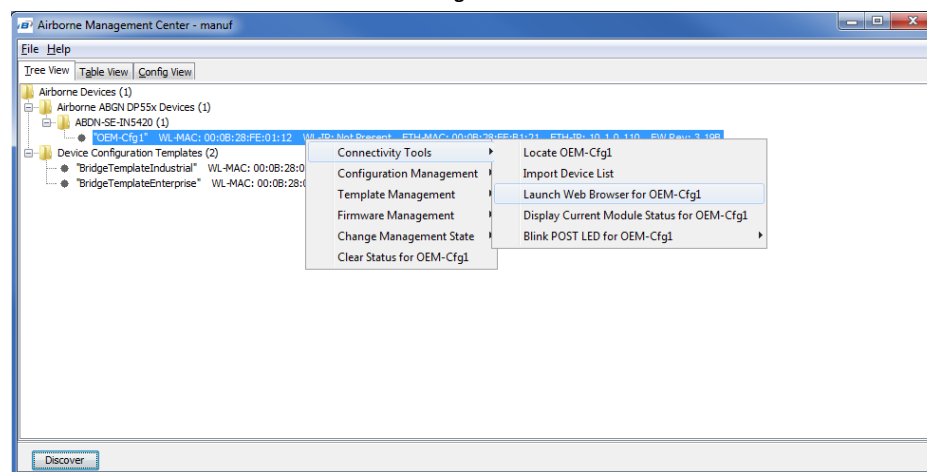 Airborne Management Center - manuf
File Help
Tree View Table View Config View
Airborne Devices (1)
Airborne ABGN DP55x Devices (1)
ABDN-SE-IN5420 (1)
"OEM-Cfg1" WL-MAC: 00:0B:28:FE:01:12 WL-IP: Not Present ETH-MAC: 00:0B:28:FE:B1:21 ETH-IP: 10.1.0.110 FW Rev: 3.19B
Device Configuration Templates (2)
"BridgeTemplateIndustrial" WL-MAC: 00:0B:28:0
"BridgeTemplateEnterprise" WL-MAC: 00:0B:28:0
Connectivity Tools
Configuration Management
Template Management
Firmware Management
Change Management State
Clear Status for OEM-Cfg1
Locate OEM-Cfg1
Import Device List
Launch Web Browser for OEM-Cfg1
Display Current Module Status for OEM-Cfg1
Blink POST LED for OEM-Cfg1
Discover